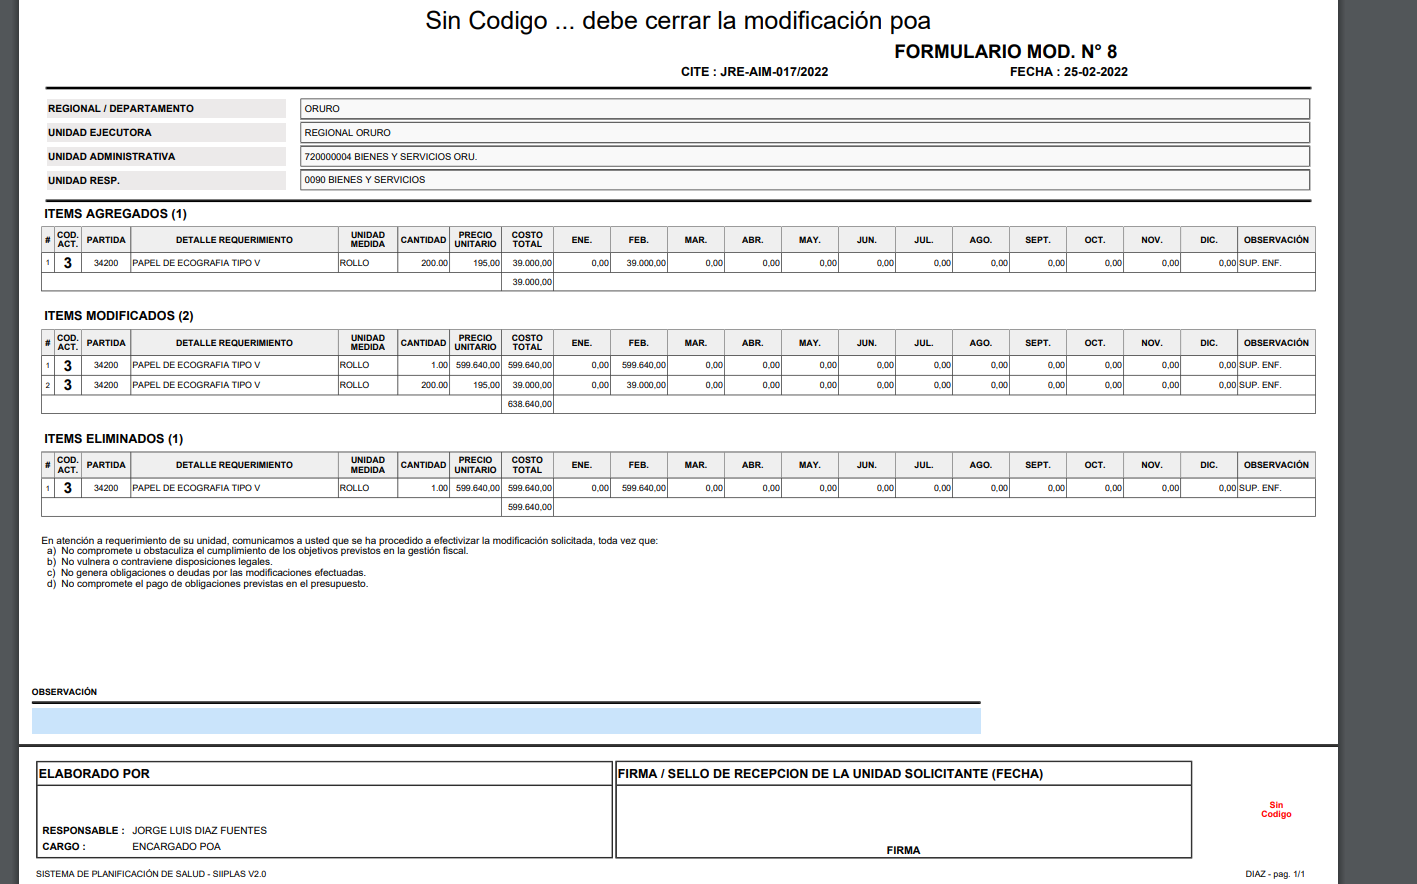 Sin Codigo ... debe cerrar la modificación poa
FORMULARIO MOD. N° 8
CITE : JRE-AIM-017/2022 FECHA : 25-02-2022
REGIONAL / DEPARTAMENTO ORURO
UNIDAD EJECUTORA REGIONAL ORURO
UNIDAD ADMINISTRATIVA 720000004 BIENES Y SERVICIOS ORU.
UNIDAD RESP. 0090 BIENES Y SERVICIOS
ITEMS AGREGADOS (1)
# COD. ACT. PARTIDA DETALLE REQUERIMIENTO UNIDAD MEDIDA CANTIDAD PRECIO UNITARIO COSTO TOTAL ENE. FEB. MAR. ABR. MAY. JUN. JUL. AGO. SEPT. OCT. NOV. DIC. OBSERVACIÓN
1 3 34200 PAPEL DE ECOGRAFIA TIPO V ROLLO 200.00 195,00 39.000,00 0,00 39.000,00 0,00 0,00 0,00 0,00 0,00 0,00 0,00 0,00 0,00 0,00 SUP. ENF.
39.000,00
ITEMS MODIFICADOS (2)
# COD. ACT. PARTIDA DETALLE REQUERIMIENTO UNIDAD MEDIDA CANTIDAD PRECIO UNITARIO COSTO TOTAL ENE. FEB. MAR. ABR. MAY. JUN. JUL. AGO. SEPT. OCT. NOV. DIC. OBSERVACIÓN
1 3 34200 PAPEL DE ECOGRAFIA TIPO V ROLLO 1.00 599.640,00 599.640,00 0,00 599.640,00 0,00 0,00 0,00 0,00 0,00 0,00 0,00 0,00 0,00 0,00 SUP. ENF.
2 3 34200 PAPEL DE ECOGRAFIA TIPO V ROLLO 200.00 195,00 39.000,00 0,00 39.000,00 0,00 0,00 0,00 0,00 0,00 0,00 0,00 0,00 0,00 0,00 SUP. ENF.
638.640,00
ITEMS ELIMINADOS (1)
# COD. ACT. PARTIDA DETALLE REQUERIMIENTO UNIDAD MEDIDA CANTIDAD PRECIO UNITARIO COSTO TOTAL ENE. FEB. MAR. ABR. MAY. JUN. JUL. AGO. SEPT. OCT. NOV. DIC. OBSERVACIÓN
1 3 34200 PAPEL DE ECOGRAFIA TIPO V ROLLO 1.00 599.640,00 599.640,00 0,00 599.640,00 0,00 0,00 0,00 0,00 0,00 0,00 0,00 0,00 0,00 0,00 SUP. ENF.
599.640,00
En atención a requerimiento de su unidad, comunicamos a usted que se ha procedido a efectivizar la modificación solicitada, toda vez que:
a) No compromete u obstaculiza el cumplimiento de los objetivos previstos en la gestión fiscal.
b) No vulnera o contraviene disposiciones legales.
c) No genera obligaciones o deudas por las modificaciones efectuadas.
d) No compromete el pago de obligaciones previstas en el presupuesto.
OBSERVACIÓN
ELABORADO POR
RESPONSABLE : JORGE LUIS DIAZ FUENTES
CARGO : ENCARGADO POA
FIRMA / SELLO DE RECEPCION DE LA UNIDAD SOLICITANTE (FECHA)
FIRMA
Sin
Codigo
SISTEMA DE PLANIFICACIÓN DE SALUD - SIIPLAS V2.0 DIAZ - pag. 1/1